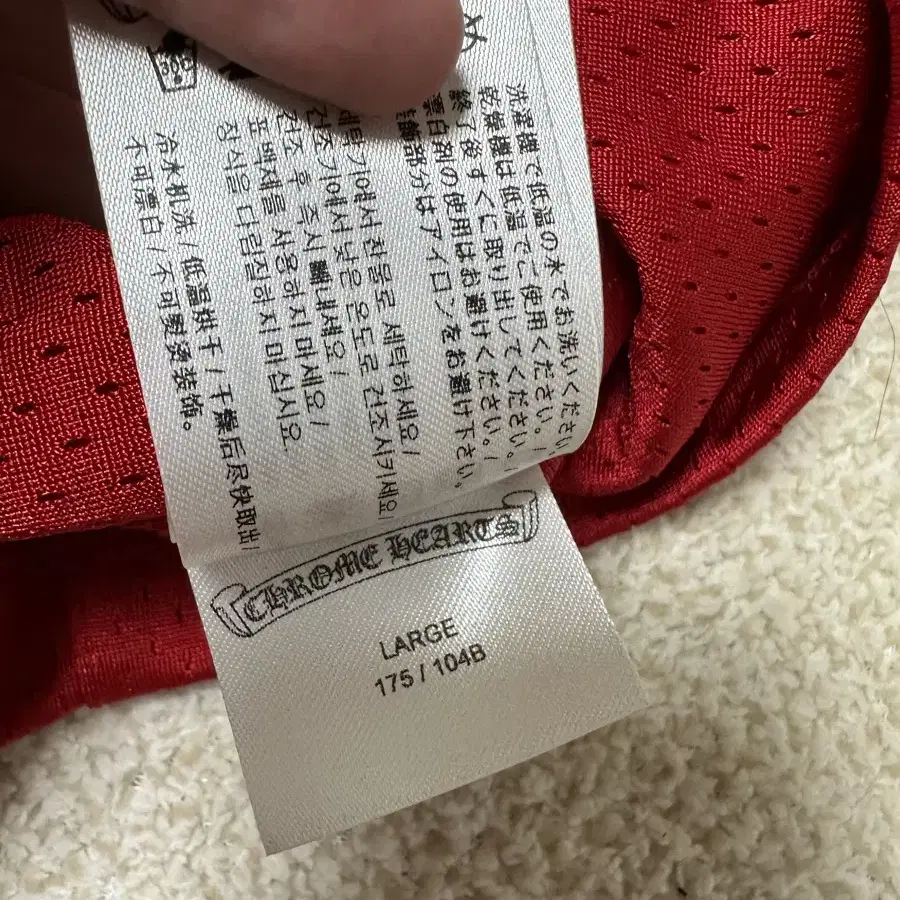 洗濯機で低温の水でお洗いください。/
乾燥機は低温でご使用ください。/
終了後すぐに取り出してください。/
漂白剤の使用はお避けください。/
装飾部分はアイロンをお避け下さい。
세탁기에서 찬물로 세탁하세요/
건조기에서 낮은 온도로 건조시키세요/
건조 후 즉시 빼내세요/
표백제를 사용하지 마세요/
장식을 다림질하지 마십시오.
冷水机洗/低温烘干/干燥后尽快取出/
不可漂白/不可熨烫装饰。
CHROME HEARTS
LARGE
175 / 104B